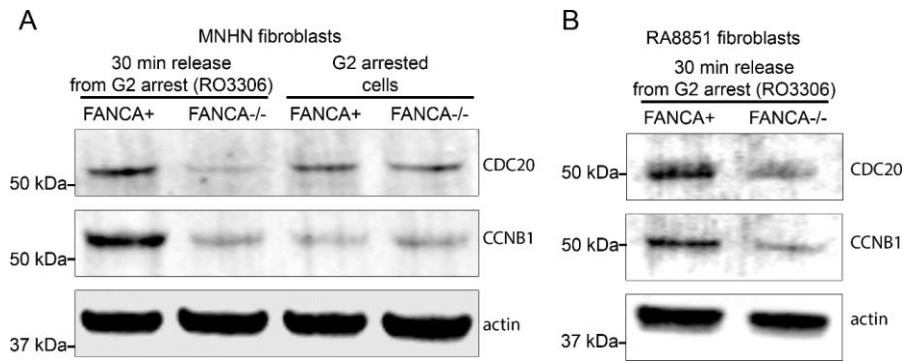 A
MNHN fibroblasts
30 min release
from G2 arrest (RO3306)
G2 arrested
cells
FANCA+ FANCA-/- FANCA+ FANCA-/-
CDC20
50 kDa
CCNB1
50 kDa
actin
37 kDa
B
RA8851 fibroblasts
30 min release
from G2 arrest (RO3306)
FANCA+ FANCA-/-
50 kDa CDC20
50 kDa CCNB1
actin
37 kDa